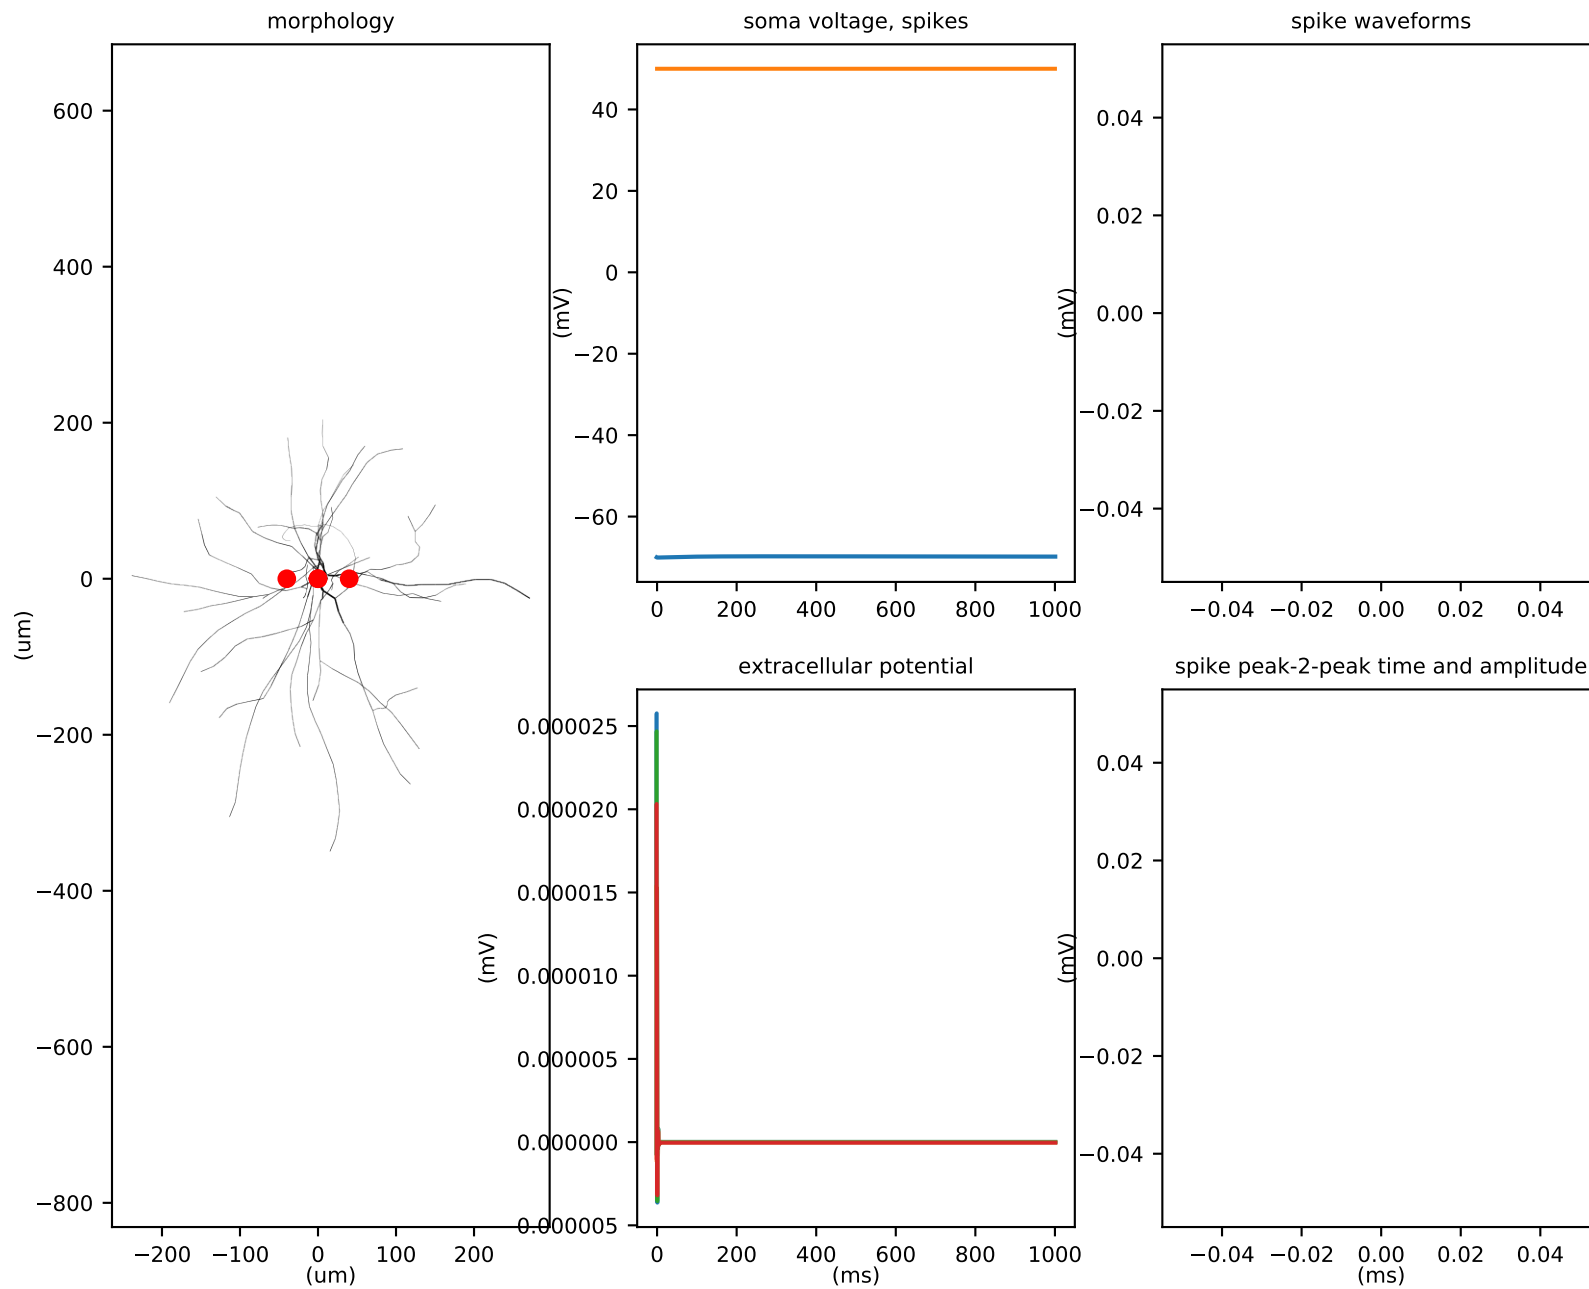 morphology
600
400
200
0
−200
−400
−600
−800
(um)
−200 −100 0 100 200
(um)
soma voltage, spikes
40
20
0
−20
−40
−60
(mV)
0 200 400 600 800 1000
spike waveforms
0.04
0.02
0.00
−0.02
−0.04
(mV)
−0.04 −0.02 0.00 0.02 0.04
extracellular potential
0.000025
0.000020
0.000015
0.000010
0.000005
0.000000
0.000005
(mV)
0 200 400 600 800 1000
(ms)
spike peak-2-peak time and amplitude
0.04
0.02
0.00
−0.02
−0.04
(mV)
−0.04 −0.02 0.00 0.02 0.04
(ms)